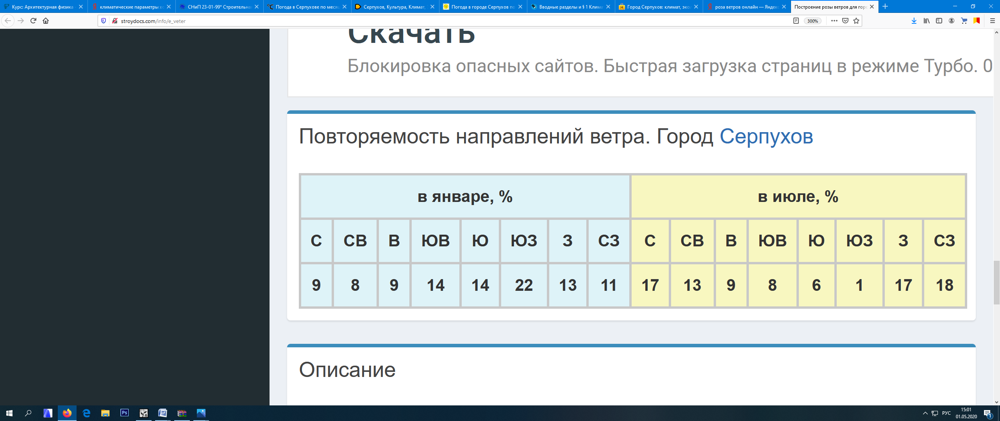 Курс: Архитектурная физика
климатические параметры хо
СНиП 23-01-99* Строительна
Погода в Серпухове по месяц
Серпухов, Культура, Климат,
Погода в городе Серпухов по
Вводные разделы и § 1 Клима
Город Серпухов: климат, экол
роза ветров онлайн — Яндекс
Построение розы ветров для горо
stroydocs.com/info/e_veter
300%
Скачать
Блокировка опасных сайтов. Быстрая загрузка страниц в режиме Турбо. 0
Повторяемость направлений ветра. Город Серпухов
в январе, % в июле, %
С СВ В ЮВ Ю ЮЗ З СЗ С СВ В ЮВ Ю ЮЗ З СЗ
9 8 9 14 14 22 13 11 17 13 9 8 6 1 17 18
Описание
РУС
15:01
01.05.2020
1